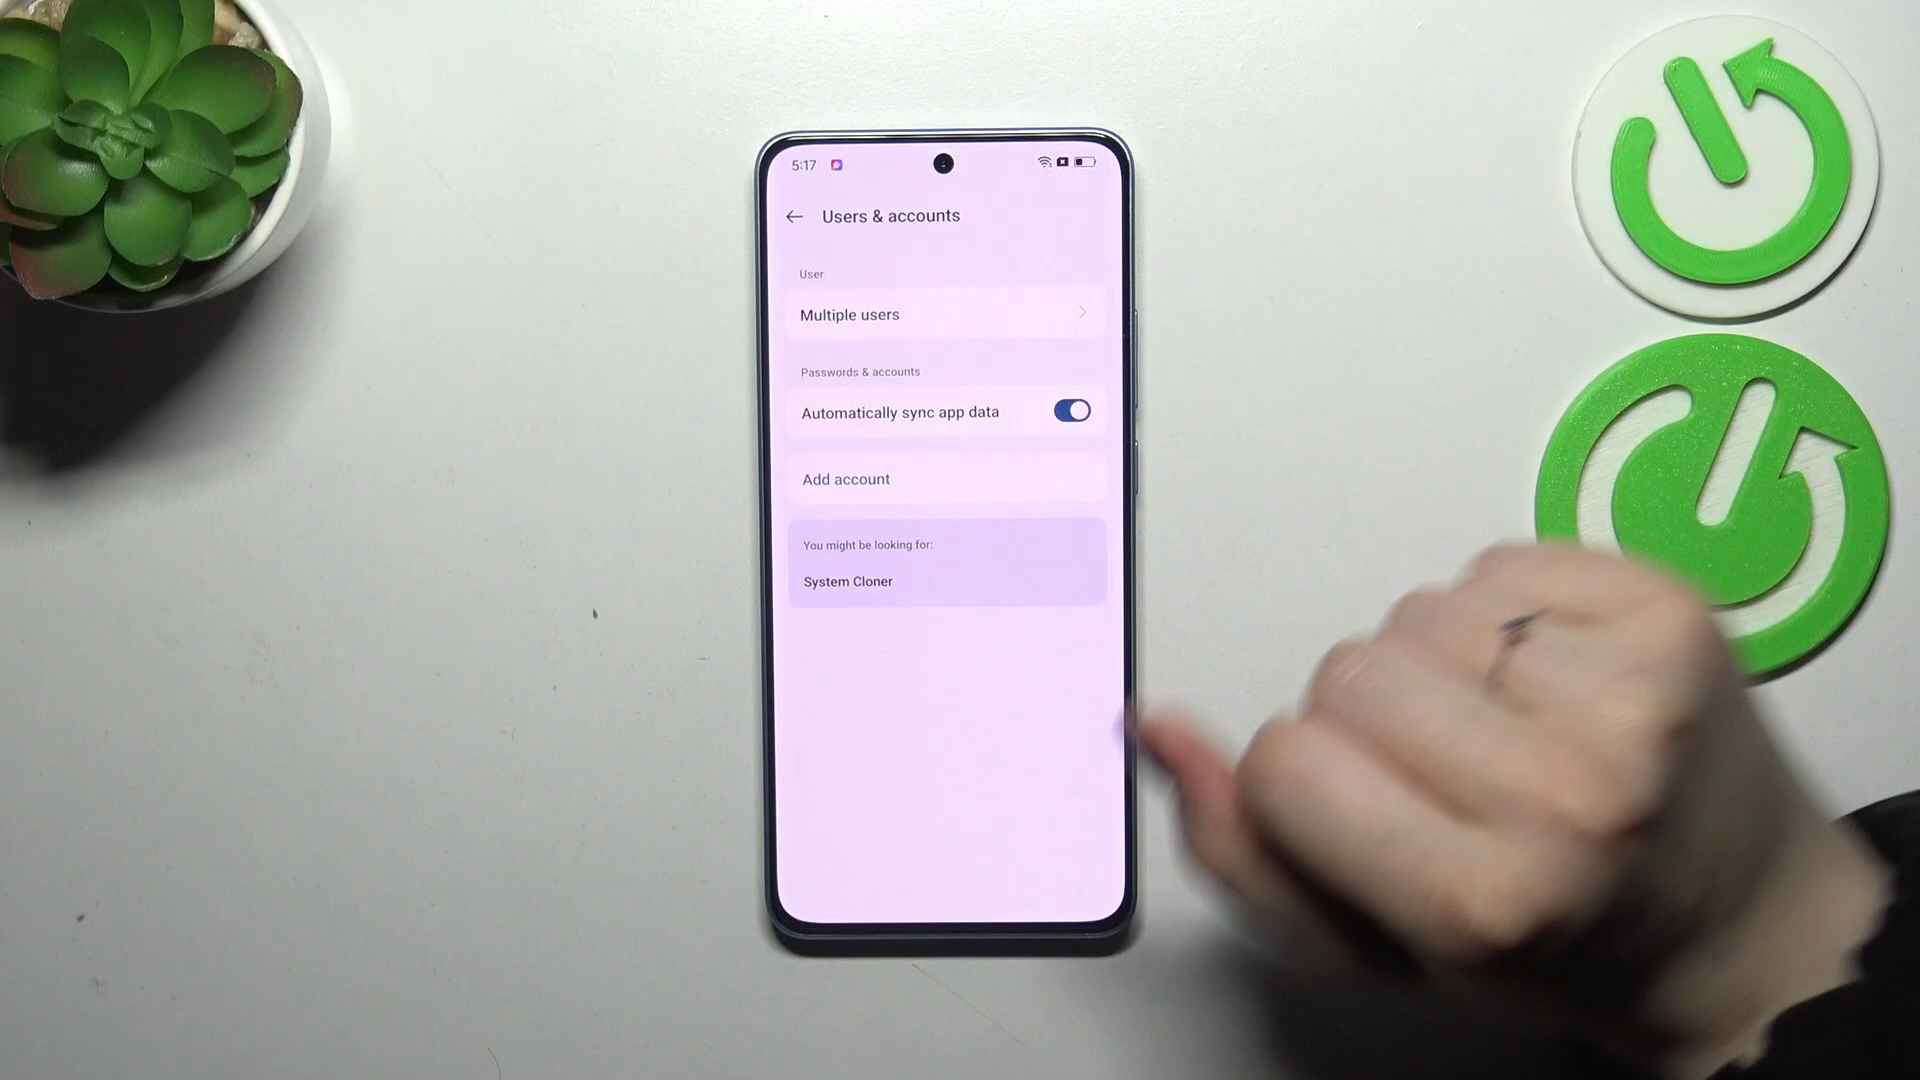 5:17
Users & accounts
User
Multiple users
Passwords & accounts
Automatically sync app data
Add account
You might be looking for:
System Cloner